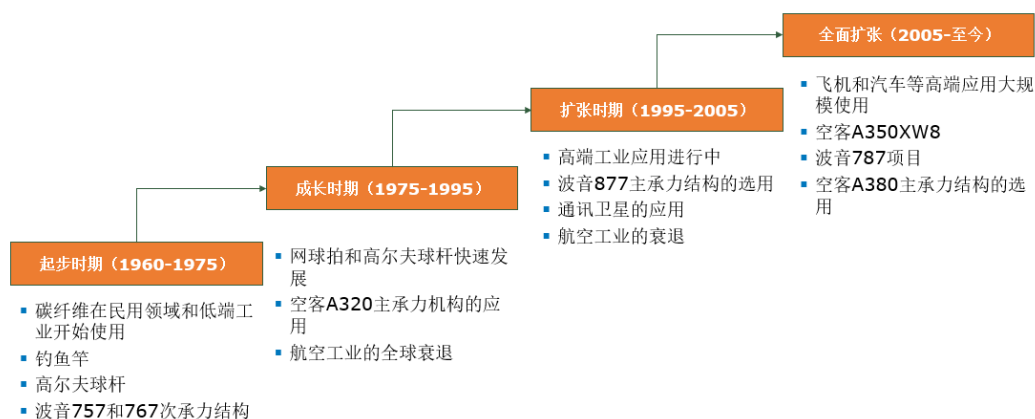 起步时期（1960-1975）
碳纤维在民用领域和低端工
业开始使用
钓鱼竿
高尔夫球杆
波音757和767次承力结构
成长时期（1975-1995）
网球拍和高尔夫球杆快速发
展
空客A320主承力机构的应
用
航空工业的全球衰退
扩张时期（1995-2005）
高端工业应用进行中
波音877主承力结构的选用
通讯卫星的应用
航空工业的衰退
全面扩张（2005-至今）
飞机和汽车等高端应用大规
模使用
空客A350XW8
波音787项目
空客A380主承力结构的选
用